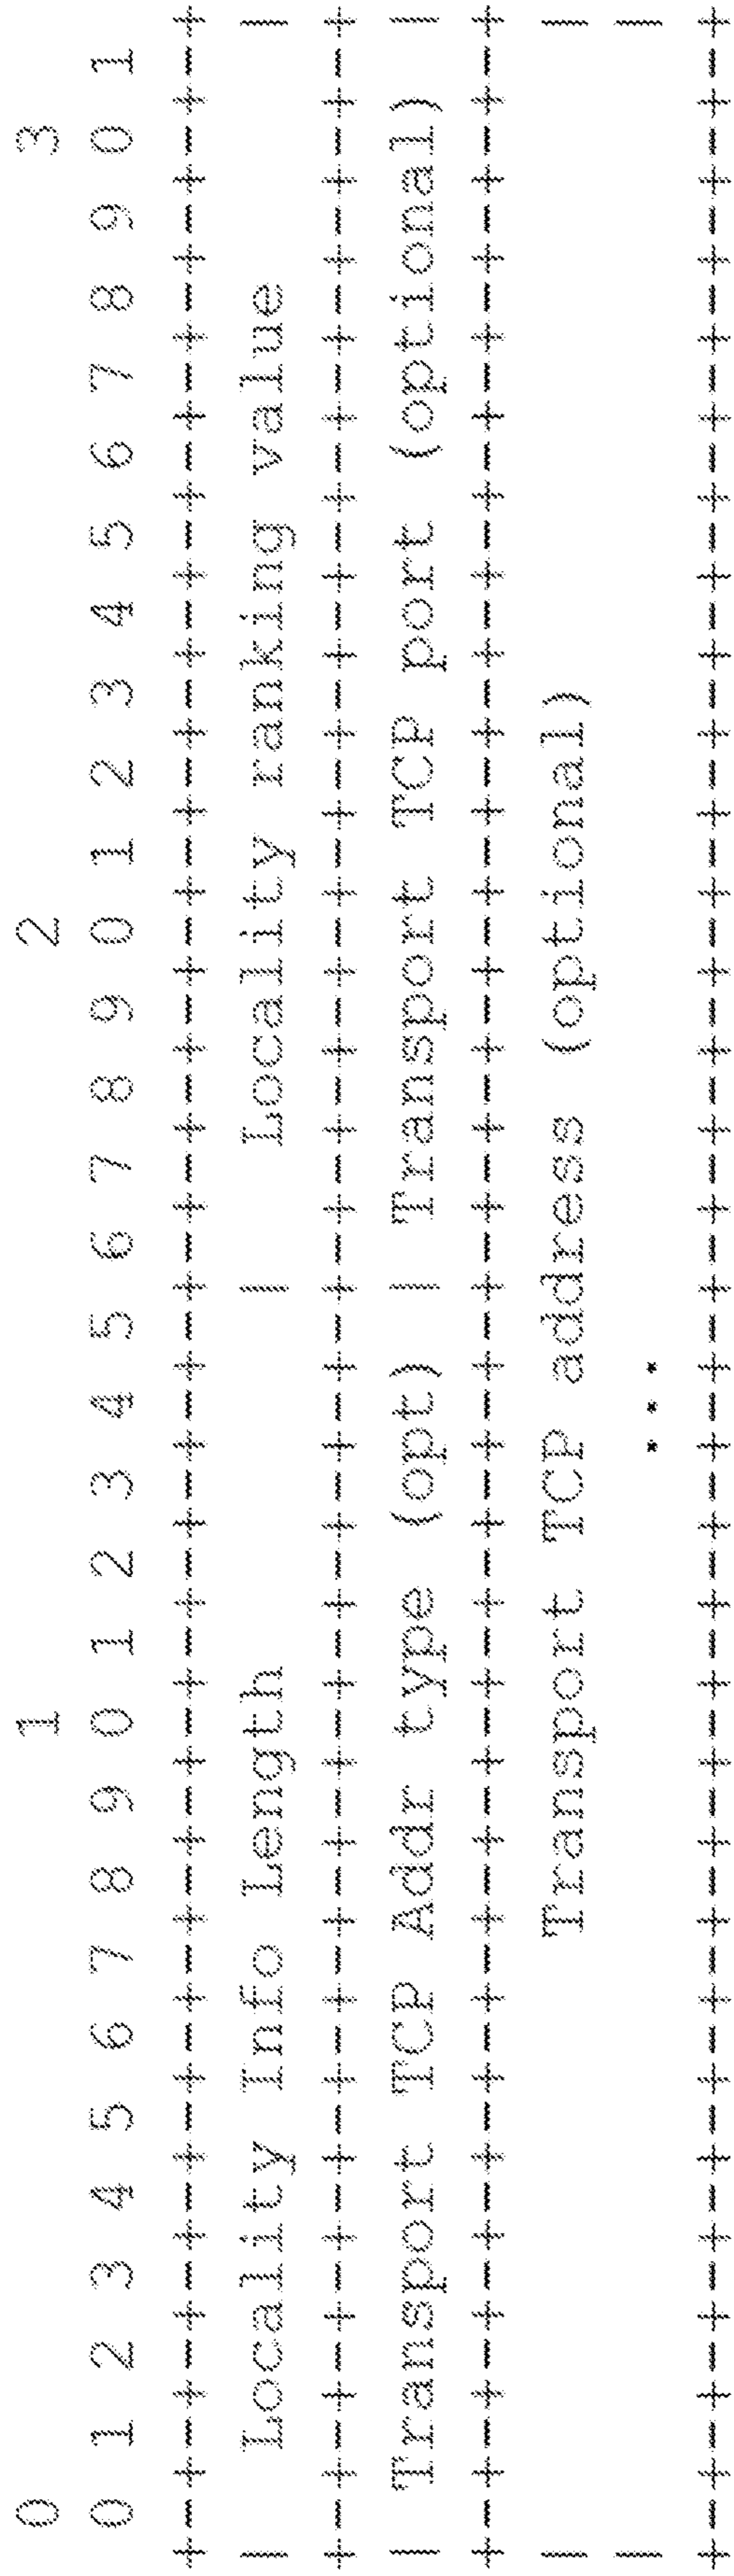 0                   1                   2                   3
0 1 2 3 4 5 6 7 8 9 0 1 2 3 4 5 6 7 8 9 0 1 2 3 4 5 6 7 8 9 0 1
+-+-+-+-+-+-+-+-+-+-+-+-+-+-+-+-+-+-+-+-+-+-+-+-+-+-+-+-+-+-+-+-+
|  Locality Info Length         |   Locality ranking value      |
+-+-+-+-+-+-+-+-+-+-+-+-+-+-+-+-+-+-+-+-+-+-+-+-+-+-+-+-+-+-+-+-+
| Transport TCP Addr type (opt) | Transport TCP port (optional) |
+-+-+-+-+-+-+-+-+-+-+-+-+-+-+-+-+-+-+-+-+-+-+-+-+-+-+-+-+-+-+-+-+
|               Transport TCP address (optional)                |
|                           ...                                 |
+-+-+-+-+-+-+-+-+-+-+-+-+-+-+-+-+-+-+-+-+-+-+-+-+-+-+-+-+-+-+-+-+